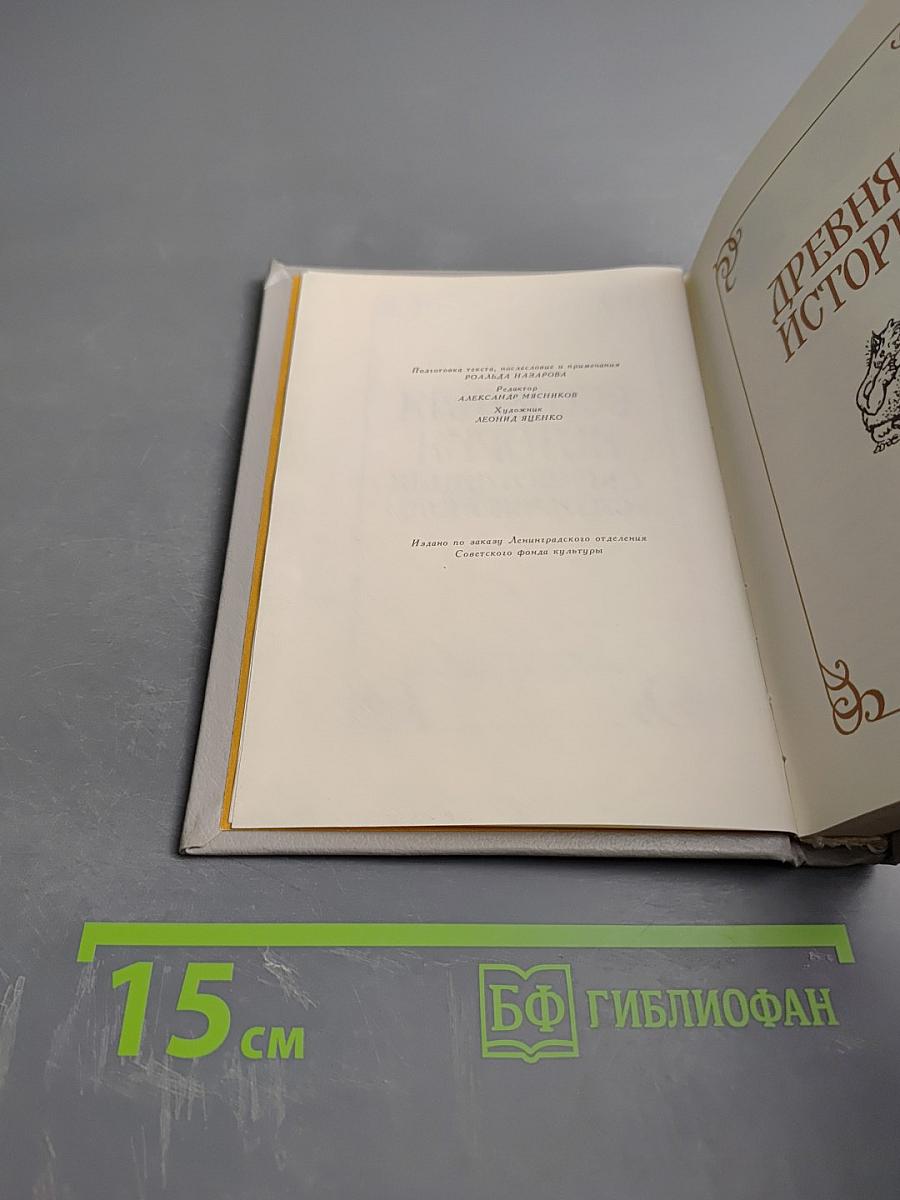 Подготовка текста, послесловие и примечания
РОАЛЬДА НАЗАРОВА
Редактор
АЛЕКСАНДР МЯСНИКОВ
Художник
ЛЕОНИД ЯЦЕНКО
Издано по заказу Ленинградского отделения
Советского фонда культуры
ДРЕВНЯ
ИСТОР
15 см
БФ ГИБЛИОФАН